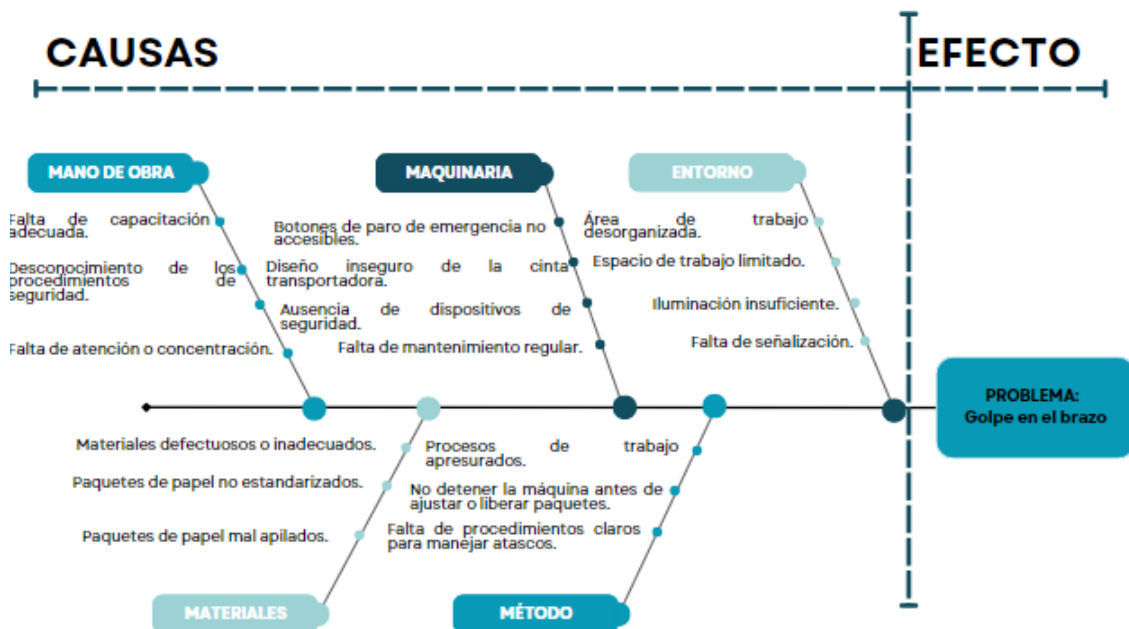 CAUSAS
EFECTO
MANO DE OBRA
Falta de capacitación
adecuada.
Desconocimiento de los
procedimientos de
seguridad.
Falta de atención o concentración.
MAQUINARIA
Botones de paro de emergencia no
accesibles.
Diseño inseguro de la cinta
transportadora.
Ausencia de dispositivos de
seguridad.
Falta de mantenimiento regular.
ENTORNO
Área de trabajo
desorganizada.
Espacio de trabajo limitado.
Iluminación insuficiente.
Falta de señalización.
PROBLEMA:
Golpe en el brazo
Materiales defectuosos o inadecuados.
Paquetes de papel no estandarizados.
Paquetes de papel mal apilados.
MATERIALES
Procesos de trabajo
apresurados.
No detener la máquina antes de
ajustar o liberar paquetes.
Falta de procedimientos claros
para manejar atascos.
MÉTODO